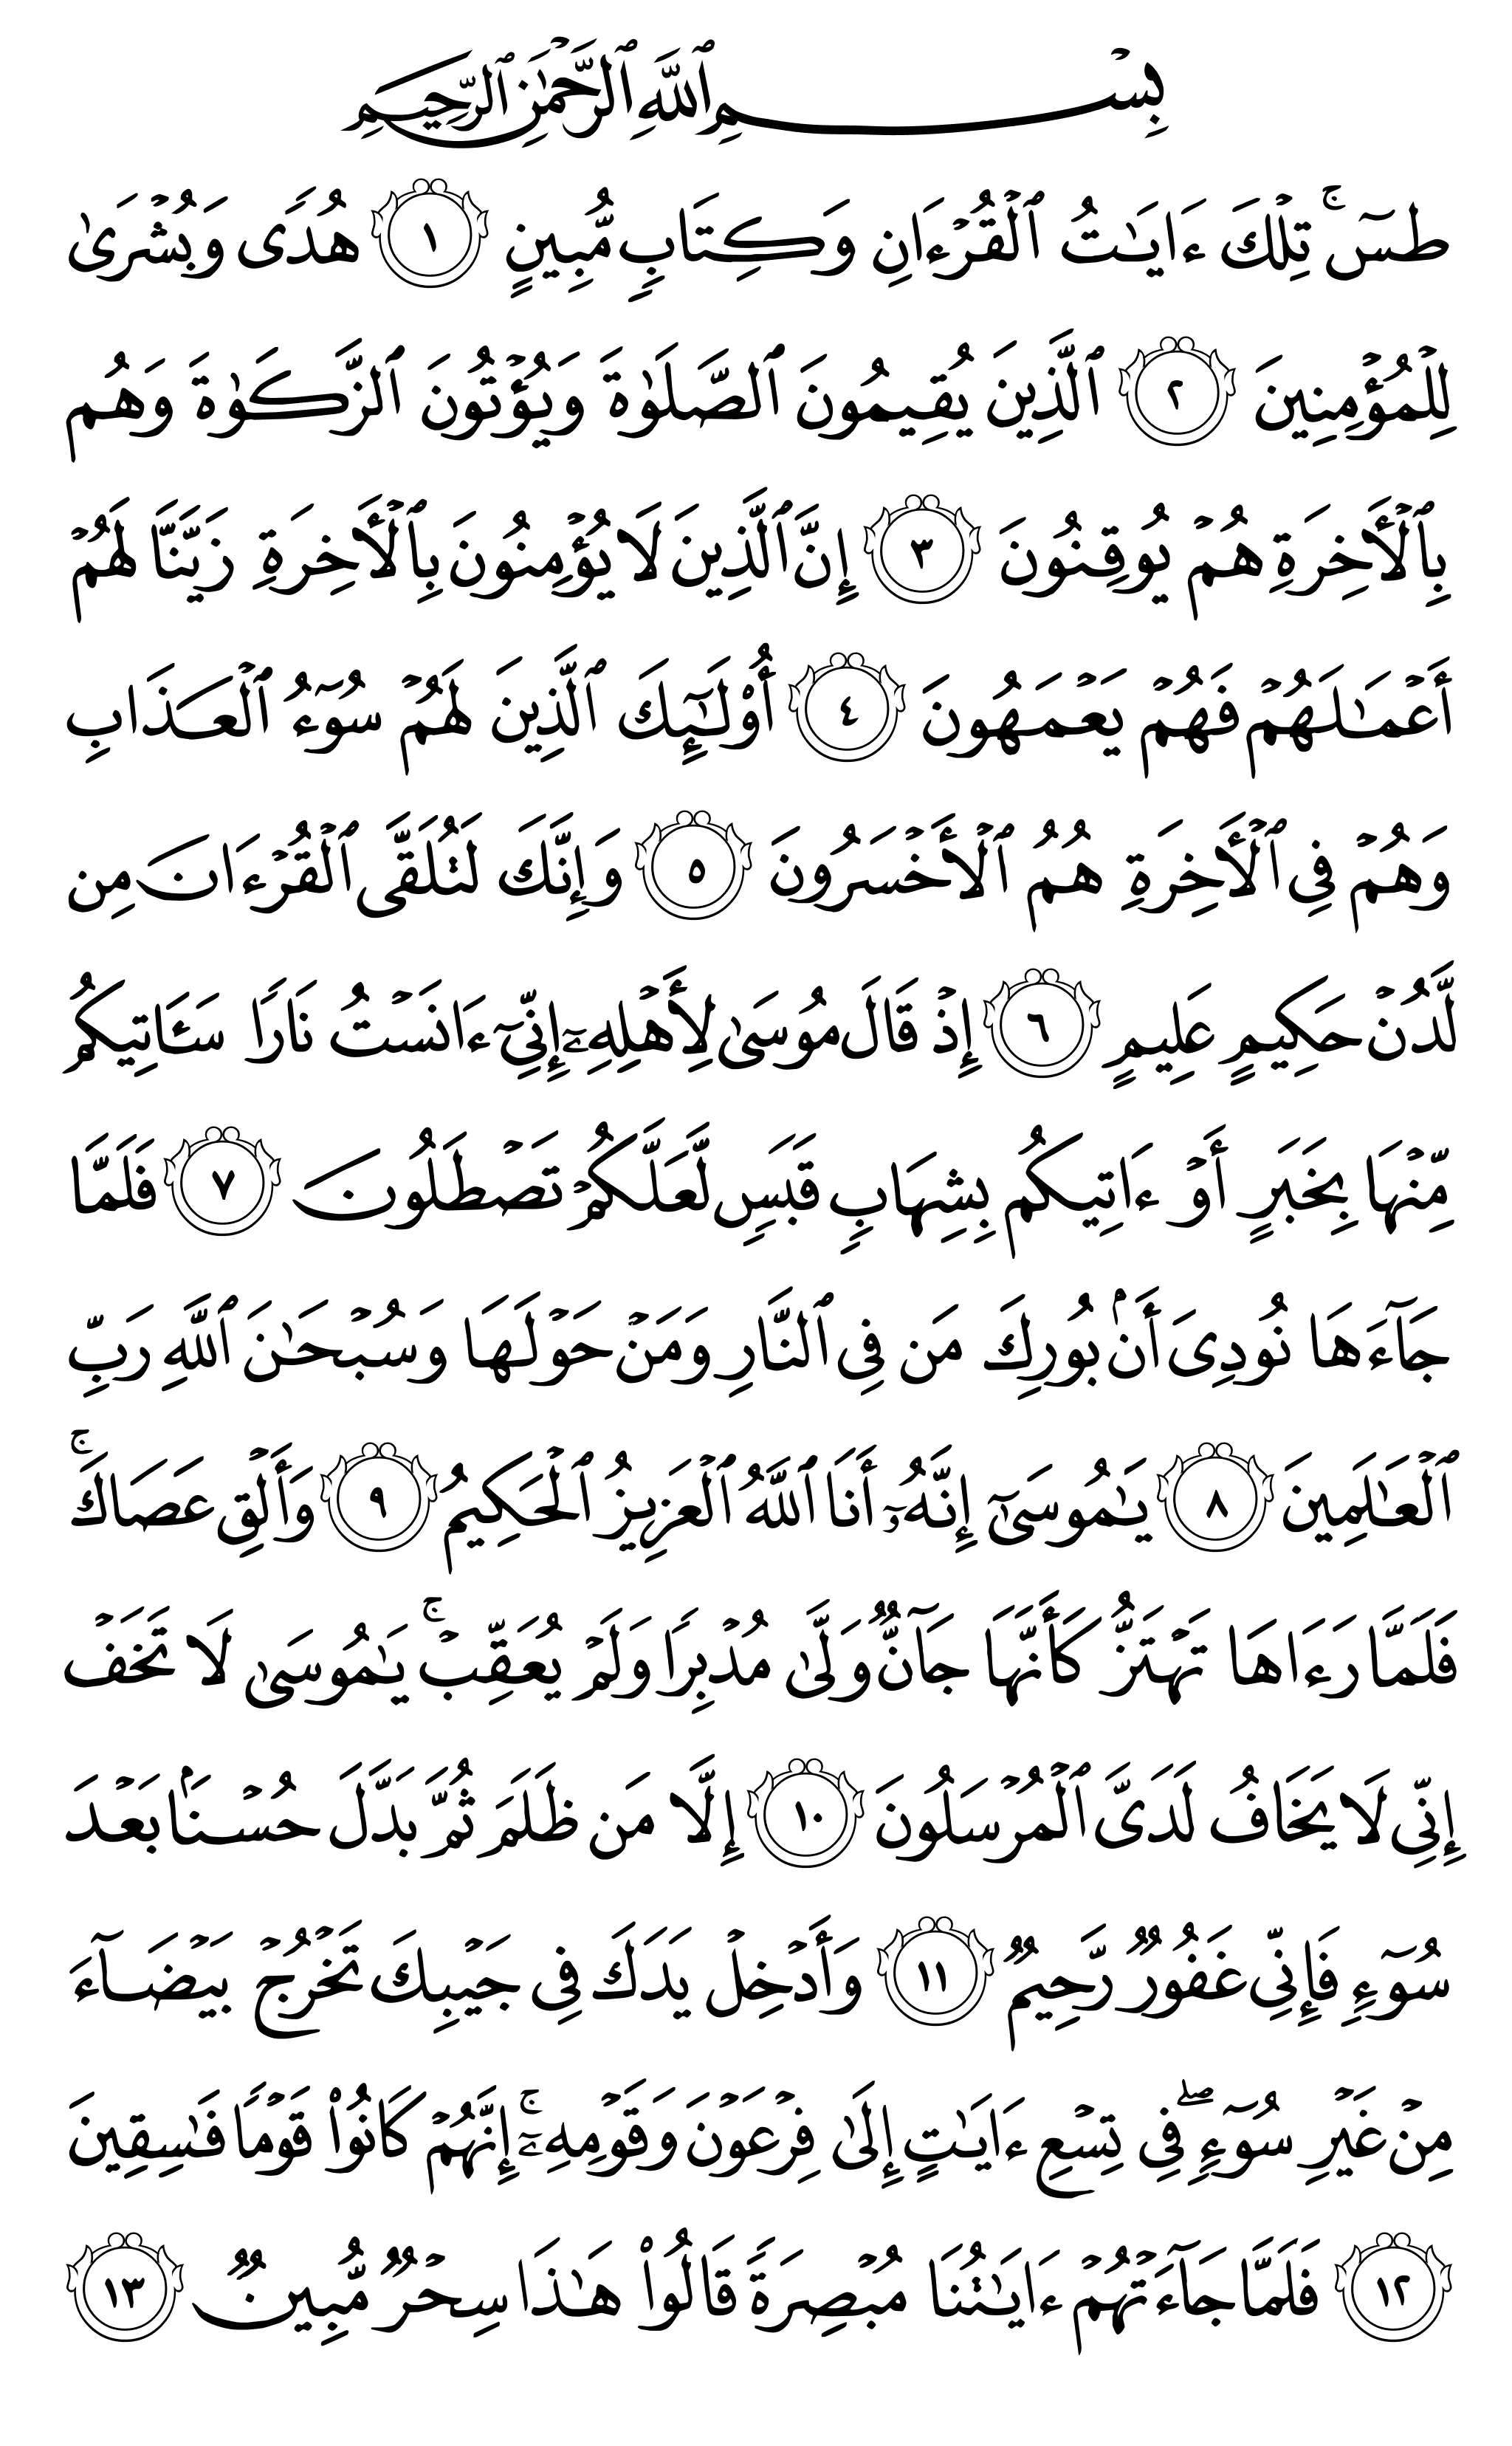 بِسۡمِ ٱللَّهِ ٱلرَّحۡمَٰنِ ٱلرَّحِيمِ
طسٓۚ تِلۡكَ ءَايَٰتُ ٱلۡقُرۡءَانِ وَكِتَابٖ مُّبِينٍ ١ هُدٗى وَبُشۡرَىٰ
لِلۡمُؤۡمِنِينَ ٢ ٱلَّذِينَ يُقِيمُونَ ٱلصَّلَوٰةَ وَيُؤۡتُونَ ٱلزَّكَوٰةَ وَهُم
بِٱلۡأٓخِرَةِ هُمۡ يُوقِنُونَ ٣ إِنَّ ٱلَّذِينَ لَا يُؤۡمِنُونَ بِٱلۡأٓخِرَةِ زَيَّنَّا لَهُمۡ
أَعۡمَٰلَهُمۡ فَهُمۡ يَعۡمَهُونَ ٤ أُوْلَٰٓئِكَ ٱلَّذِينَ لَهُمۡ سُوٓءُ ٱلۡعَذَابِ
وَهُمۡ فِي ٱلۡأٓخِرَةِ هُمُ ٱلۡأَخۡسَرُونَ ٥ وَإِنَّكَ لَتُلَقَّى ٱلۡقُرۡءَانَ مِن
لَّدُنۡ حَكِيمٍ عَلِيمٍ ٦ إِذۡ قَالَ مُوسَىٰ لِأَهۡلِهِۦٓ إِنِّيٓ ءَانَسۡتُ نَارٗا سَـَٔاتِيكُم
مِّنۡهَا بِخَبَرٍ أَوۡ ءَاتِيكُم بِشِهَابٖ قَبَسٖ لَّعَلَّكُمۡ تَصۡطَلُونَ ٧ فَلَمَّا
جَآءَهَا نُودِيَ أَنۢ بُورِكَ مَن فِي ٱلنَّارِ وَمَنۡ حَوۡلَهَا وَسُبۡحَٰنَ ٱللَّهِ رَبِّ
ٱلۡعَٰلَمِينَ ٨ يَٰمُوسَىٰٓ إِنَّهُۥٓ أَنَا ٱللَّهُ ٱلۡعَزِيزُ ٱلۡحَكِيمُ ٩ وَأَلۡقِ عَصَاكَۚ
فَلَمَّا رَءَاهَا تَهۡتَزُّ كَأَنَّهَا جَآنّٞ وَلَّىٰ مُدۡبِرٗا وَلَمۡ يُعَقِّبۡۚ يَٰمُوسَىٰ لَا تَخَفۡ
إِنِّي لَا يَخَافُ لَدَيَّ ٱلۡمُرۡسَلُونَ ١٠ إِلَّا مَن ظَلَمَ ثُمَّ بَدَّلَ حُسۡنَۢا بَعۡدَ
سُوٓءٖ فَإِنِّي غَفُورٞ رَّحِيمٞ ١١ وَأَدۡخِلۡ يَدَكَ فِي جَيۡبِكَ تَخۡرُجۡ بَيۡضَآءَ
مِنۡ غَيۡرِ سُوٓءٖۖ فِي تِسۡعِ ءَايَٰتٍ إِلَىٰ فِرۡعَوۡنَ وَقَوۡمِهِۦٓۚ إِنَّهُمۡ كَانُواْ قَوۡمٗا فَٰسِقِينَ
١٢ فَلَمَّا جَآءَتۡهُمۡ ءَايَٰتُنَا مُبۡصِرَةٗ قَالُواْ هَٰذَا سِحۡرٞ مُّبِينٞ ١٣